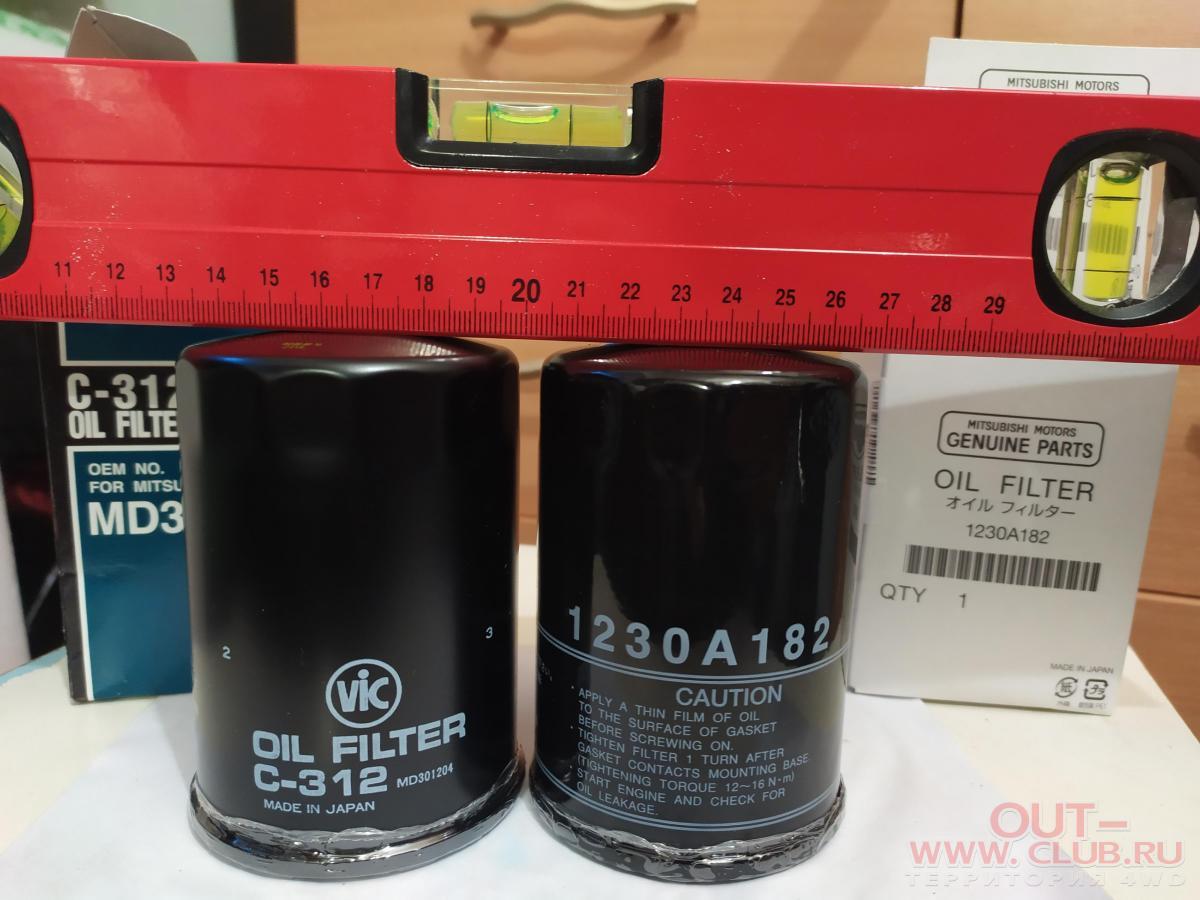 MITSUBISHI MOTORS
11 12 13 14 15 16 17 18 19 20 21 22 23 24 25 26 27 28 29
C-312
OIL FILTE
OEM NO.
FOR MITSU
MD3
2
3
VIC
OIL FILTER
C-312 MD301204
MADE IN JAPAN
1230A182
CAUTION
・APPLY A THIN FILM OF OIL
TO THE SURFACE OF GASKET
BEFORE SCREWING ON.
・TIGHTEN FILTER 1 TURN AFTER
GASKET CONTACTS MOUNTING BASE.
(TIGHTENING TORQUE 12~16 N·m)
START ENGINE AND CHECK FOR
OIL LEAKAGE.
MITSUBISHI MOTORS
GENUINE PARTS
OIL FILTER
オイル フィルター
1230A182
QTY 1
MADE IN JAPAN
紙 プラ
OUT-
WWW.CLUB.RU
ТЕРРИТОРИЯ 4WD